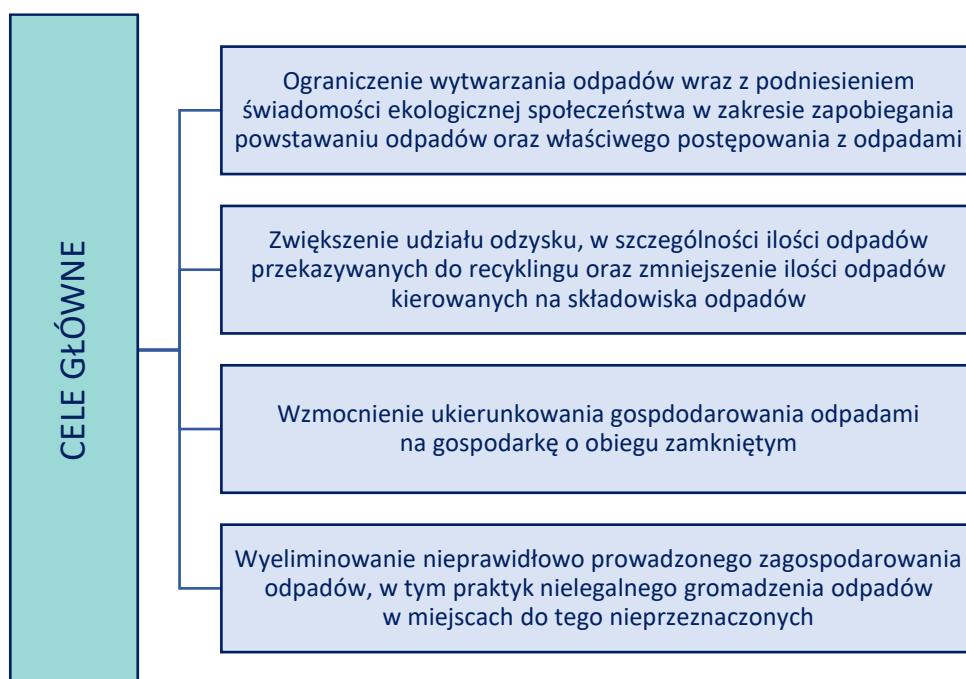 CELE GŁÓWNE
Ograniczenie wytwarzania odpadów wraz z podniesieniem
świadomości ekologicznej społeczeństwa w zakresie zapobiegania
powstawaniu odpadów oraz właściwego postępowania z odpadami
Zwiększenie udziału odzysku, w szczególności ilości odpadów
przekazywanych do recyklingu oraz zmniejszenie ilości odpadów
kierowanych na składowiska odpadów
Wzmocnienie ukierunkowania gospdodarowania odpadami
na gospodarkę o obiegu zamkniętym
Wyeliminowanie nieprawidłowo prowadzonego zagospodarowania
odpadów, w tym praktyk nielegalnego gromadzenia odpadów
w miejscach do tego nieprzeznaczonych